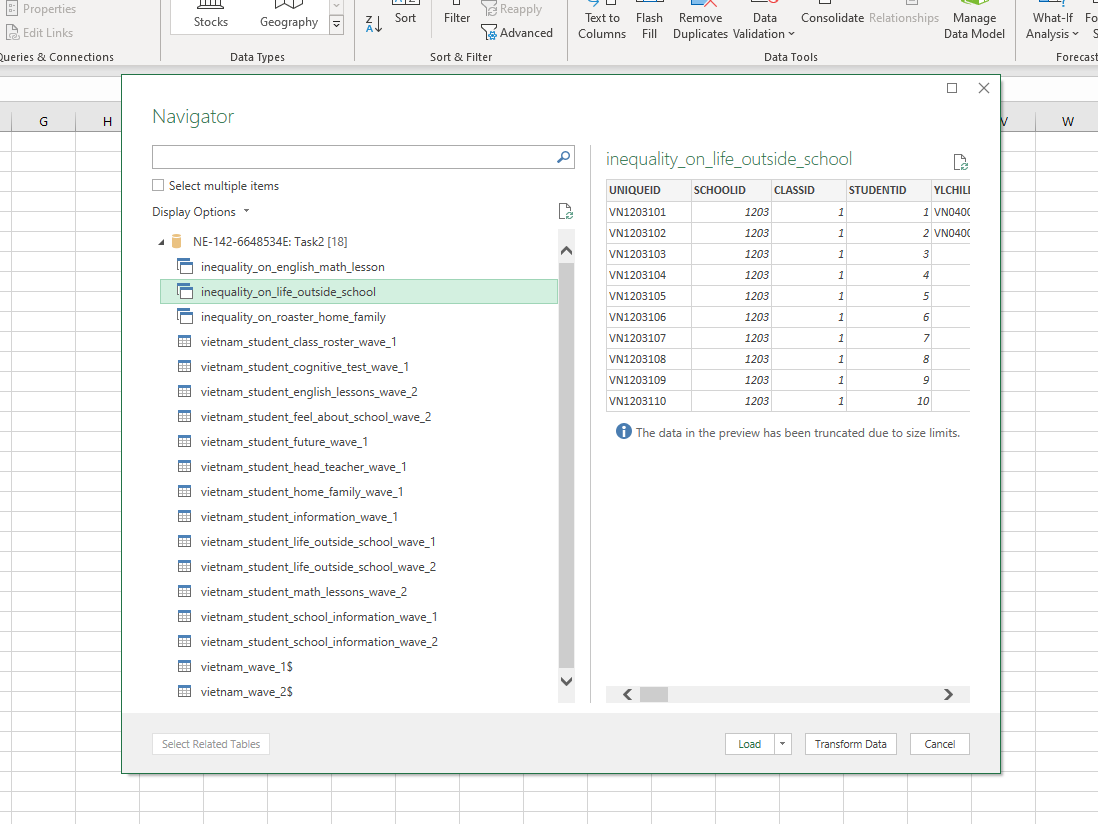 Properties
Edit Links
Queries & Connections
Stocks
Geography
Data Types
Sort
Filter
Reapply
Advanced
Sort & Filter
Text to
Columns
Flash
Fill
Remove
Duplicates
Data
Validation
Consolidate
Relationships
Manage
Data Model
Data Tools
What-If
Analysis
Forecast
G H V W
Navigator
Select multiple items
Display Options
NE-142-6648534E: Task2 [18]
inequality_on_english_math_lesson
inequality_on_life_outside_school
inequality_on_roaster_home_family
vietnam_student_class_roster_wave_1
vietnam_student_cognitive_test_wave_1
vietnam_student_english_lessons_wave_2
vietnam_student_feel_about_school_wave_2
vietnam_student_future_wave_1
vietnam_student_head_teacher_wave_1
vietnam_student_home_family_wave_1
vietnam_student_information_wave_1
vietnam_student_life_outside_school_wave_1
vietnam_student_life_outside_school_wave_2
vietnam_student_math_lessons_wave_2
vietnam_student_school_information_wave_1
vietnam_student_school_information_wave_2
vietnam_wave_1$
vietnam_wave_2$
inequality_on_life_outside_school
UNIQUEID SCHOOLID CLASSID STUDENTID YLCHIL
VN1203101 1203 1 1 VN040
VN1203102 1203 1 2 VN040
VN1203103 1203 1 3
VN1203104 1203 1 4
VN1203105 1203 1 5
VN1203106 1203 1 6
VN1203107 1203 1 7
VN1203108 1203 1 8
VN1203109 1203 1 9
VN1203110 1203 1 10
The data in the preview has been truncated due to size limits.
Select Related Tables
Load
Transform Data
Cancel